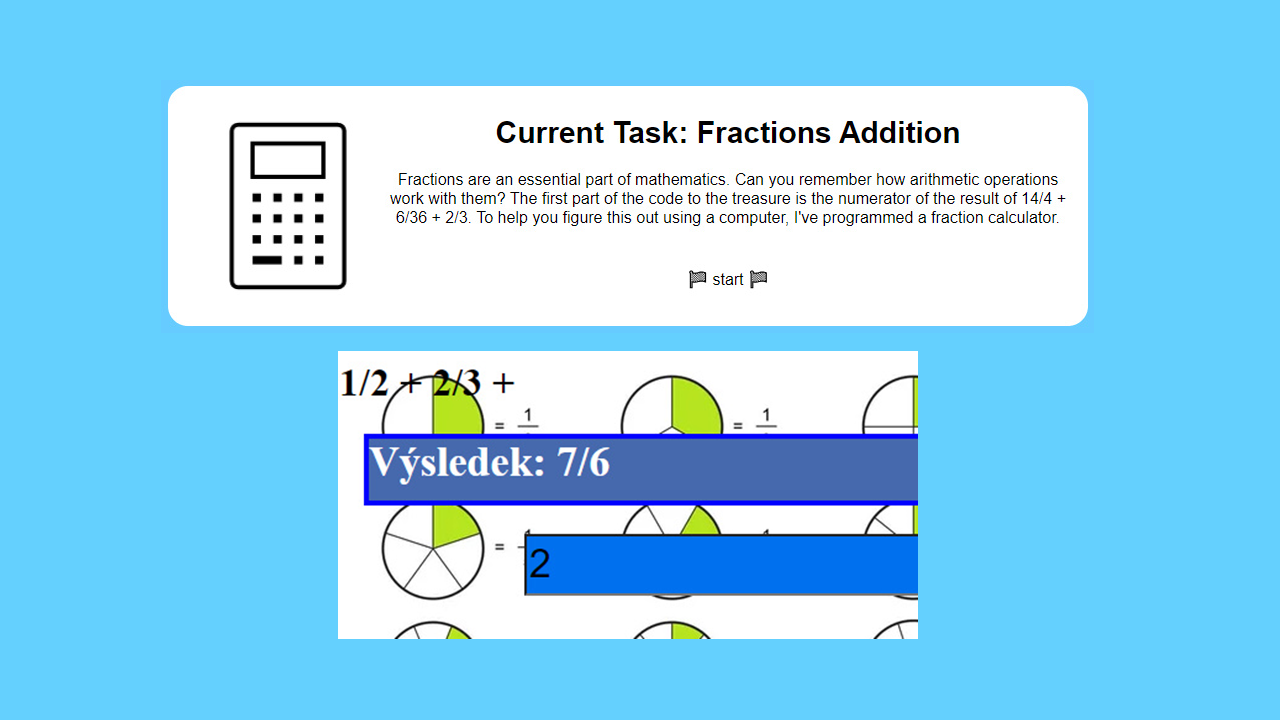 Current Task: Fractions Addition
Fractions are an essential part of mathematics. Can you remember how arithmetic operations
work with them? The first part of the code to the treasure is the numerator of the result of 14/4 +
6/36 + 2/3. To help you figure this out using a computer, I've programmed a fraction calculator.
🏁 start 🏁
1/2 + 2/3 +
= 1
= 1
Výsledek: 7/6
=
2